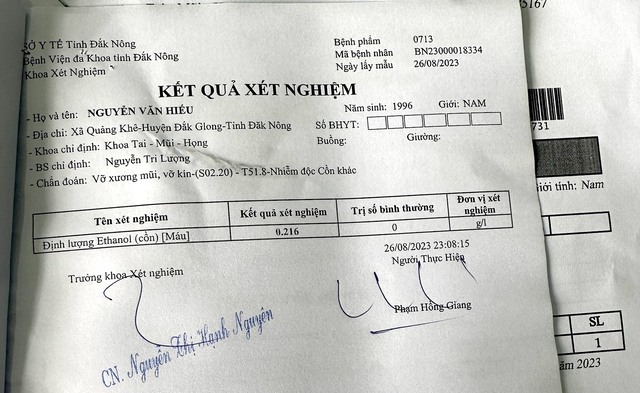 SỞ Y TẾ Tỉnh Đắk Nông
Bệnh Viện đa Khoa tỉnh Đắk Nông
Khoa Xét Nghiệm
Bệnh phẩm 0713
Mã bệnh nhân BN23000018334
Ngày lấy mẫu 26/08/2023
KẾT QUẢ XÉT NGHIỆM
- Họ và tên: NGUYỄN VĂN HIẾU
Năm sinh: 1996 Giới: NAM
- Địa chỉ: Xã Quảng Khê-Huyện Đắk Glong-Tỉnh Đăk Nông
Số BHYT:
- Khoa chỉ định: Khoa Tai - Mũi - Họng
Buồng: Giường:
- BS chỉ định: Nguyễn Tri Lượng
- Chẩn đoán: Vỡ xương mũi, vỡ kín-(S02.20) - T51.8-Nhiễm độc Cồn khác
Tên xét nghiệm Kết quả xét nghiệm Trị số bình thường Đơn vị xét nghiệm
Định lượng Ethanol (cồn) [Máu] 0.216 0 g/l
26/08/2023 23:08:15
Trưởng khoa Xét nghiệm Người Thực Hiện
Phạm Hồng Giang
CN. Nguyễn Thị Hạnh Nguyên
5167
731
iới tính: Nam
SL
1
ăm 2023